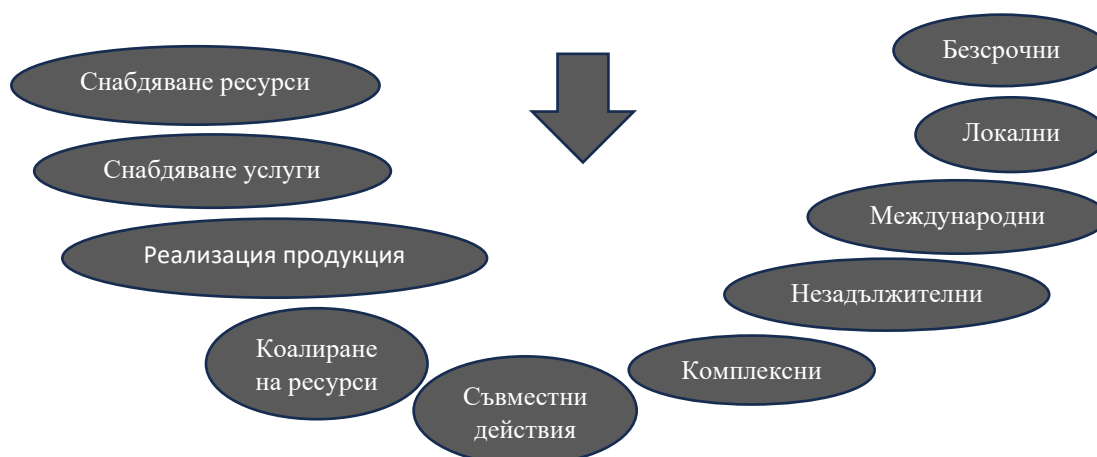 Снабдяване ресурси
Снабдяване услуги
Реализация продукция
Коалиране
на ресурси
Съвместни
действия
Комплексни
Незадължителни
Международни
Локални
Безсрочни